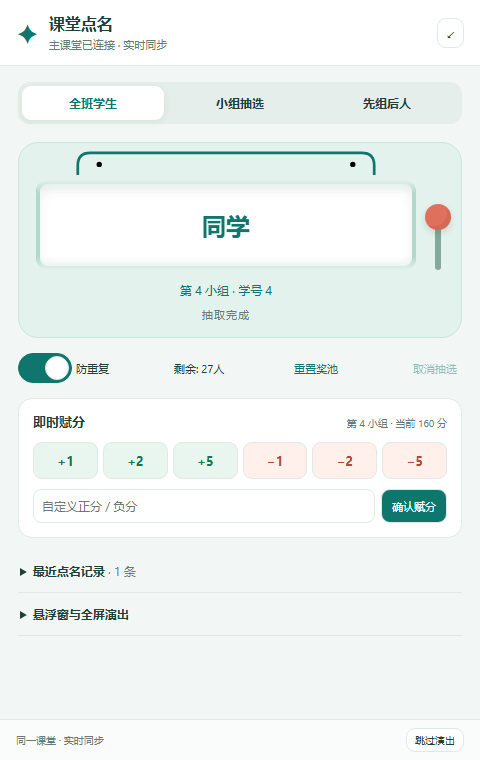 课堂点名
主课堂已连接 · 实时同步
全班学生 小组抽选 先组后人
同学
第 4 小组 · 学号 4
抽取完成
防重复 剩余: 27人 重置奖池 取消抽选
即时赋分 第 4 小组 · 当前 160 分
+1 +2 +5 −1 −2 −5
自定义正分 / 负分 确认赋分
最近点名记录 · 1 条
悬浮窗与全屏演出
同一课堂 · 实时同步 跳过演出